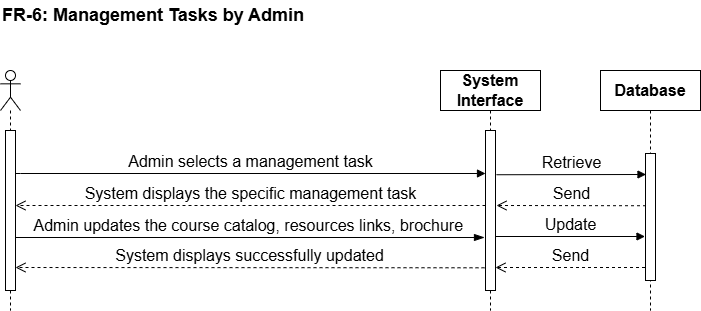 FR-6: Management Tasks by Admin
System
Interface
Database
Admin selects a management task
Retrieve
System displays the specific management task
Send
Admin updates the course catalog, resources links, brochure
Update
System displays successfully updated
Send